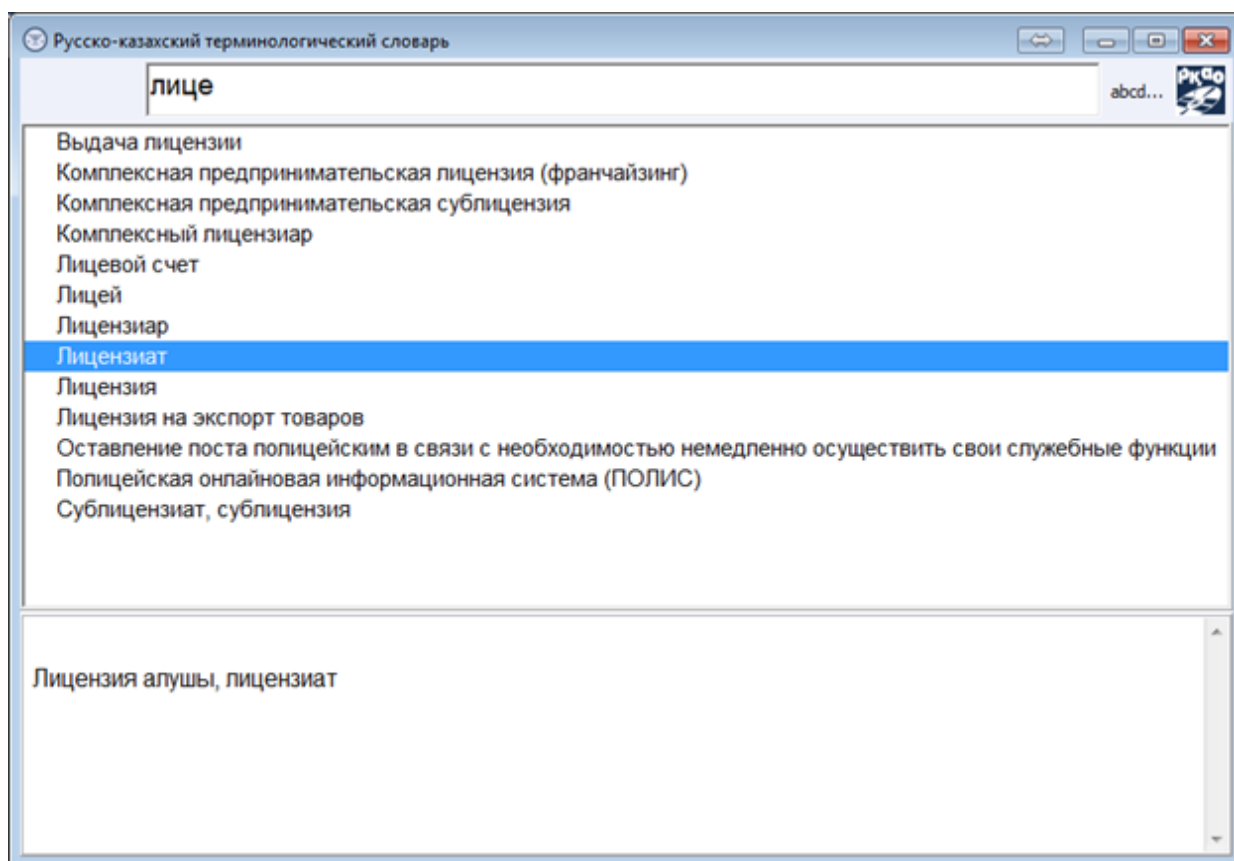 Русско-казахский терминологический словарь
лице
abcd...
РКАО
Выдача лицензии
Комплексная предпринимательская лицензия (франчайзинг)
Комплексная предпринимательская сублицензия
Комплексный лицензиар
Лицевой счет
Лицей
Лицензиар
Лицензиат
Лицензия
Лицензия на экспорт товаров
Оставление поста полицейским в связи с необходимостью немедленно осуществить свои служебные функции
Полицейская онлайновая информационная система (ПОЛИС)
Сублицензиат, сублицензия
Лицензия алушы, лицензиат